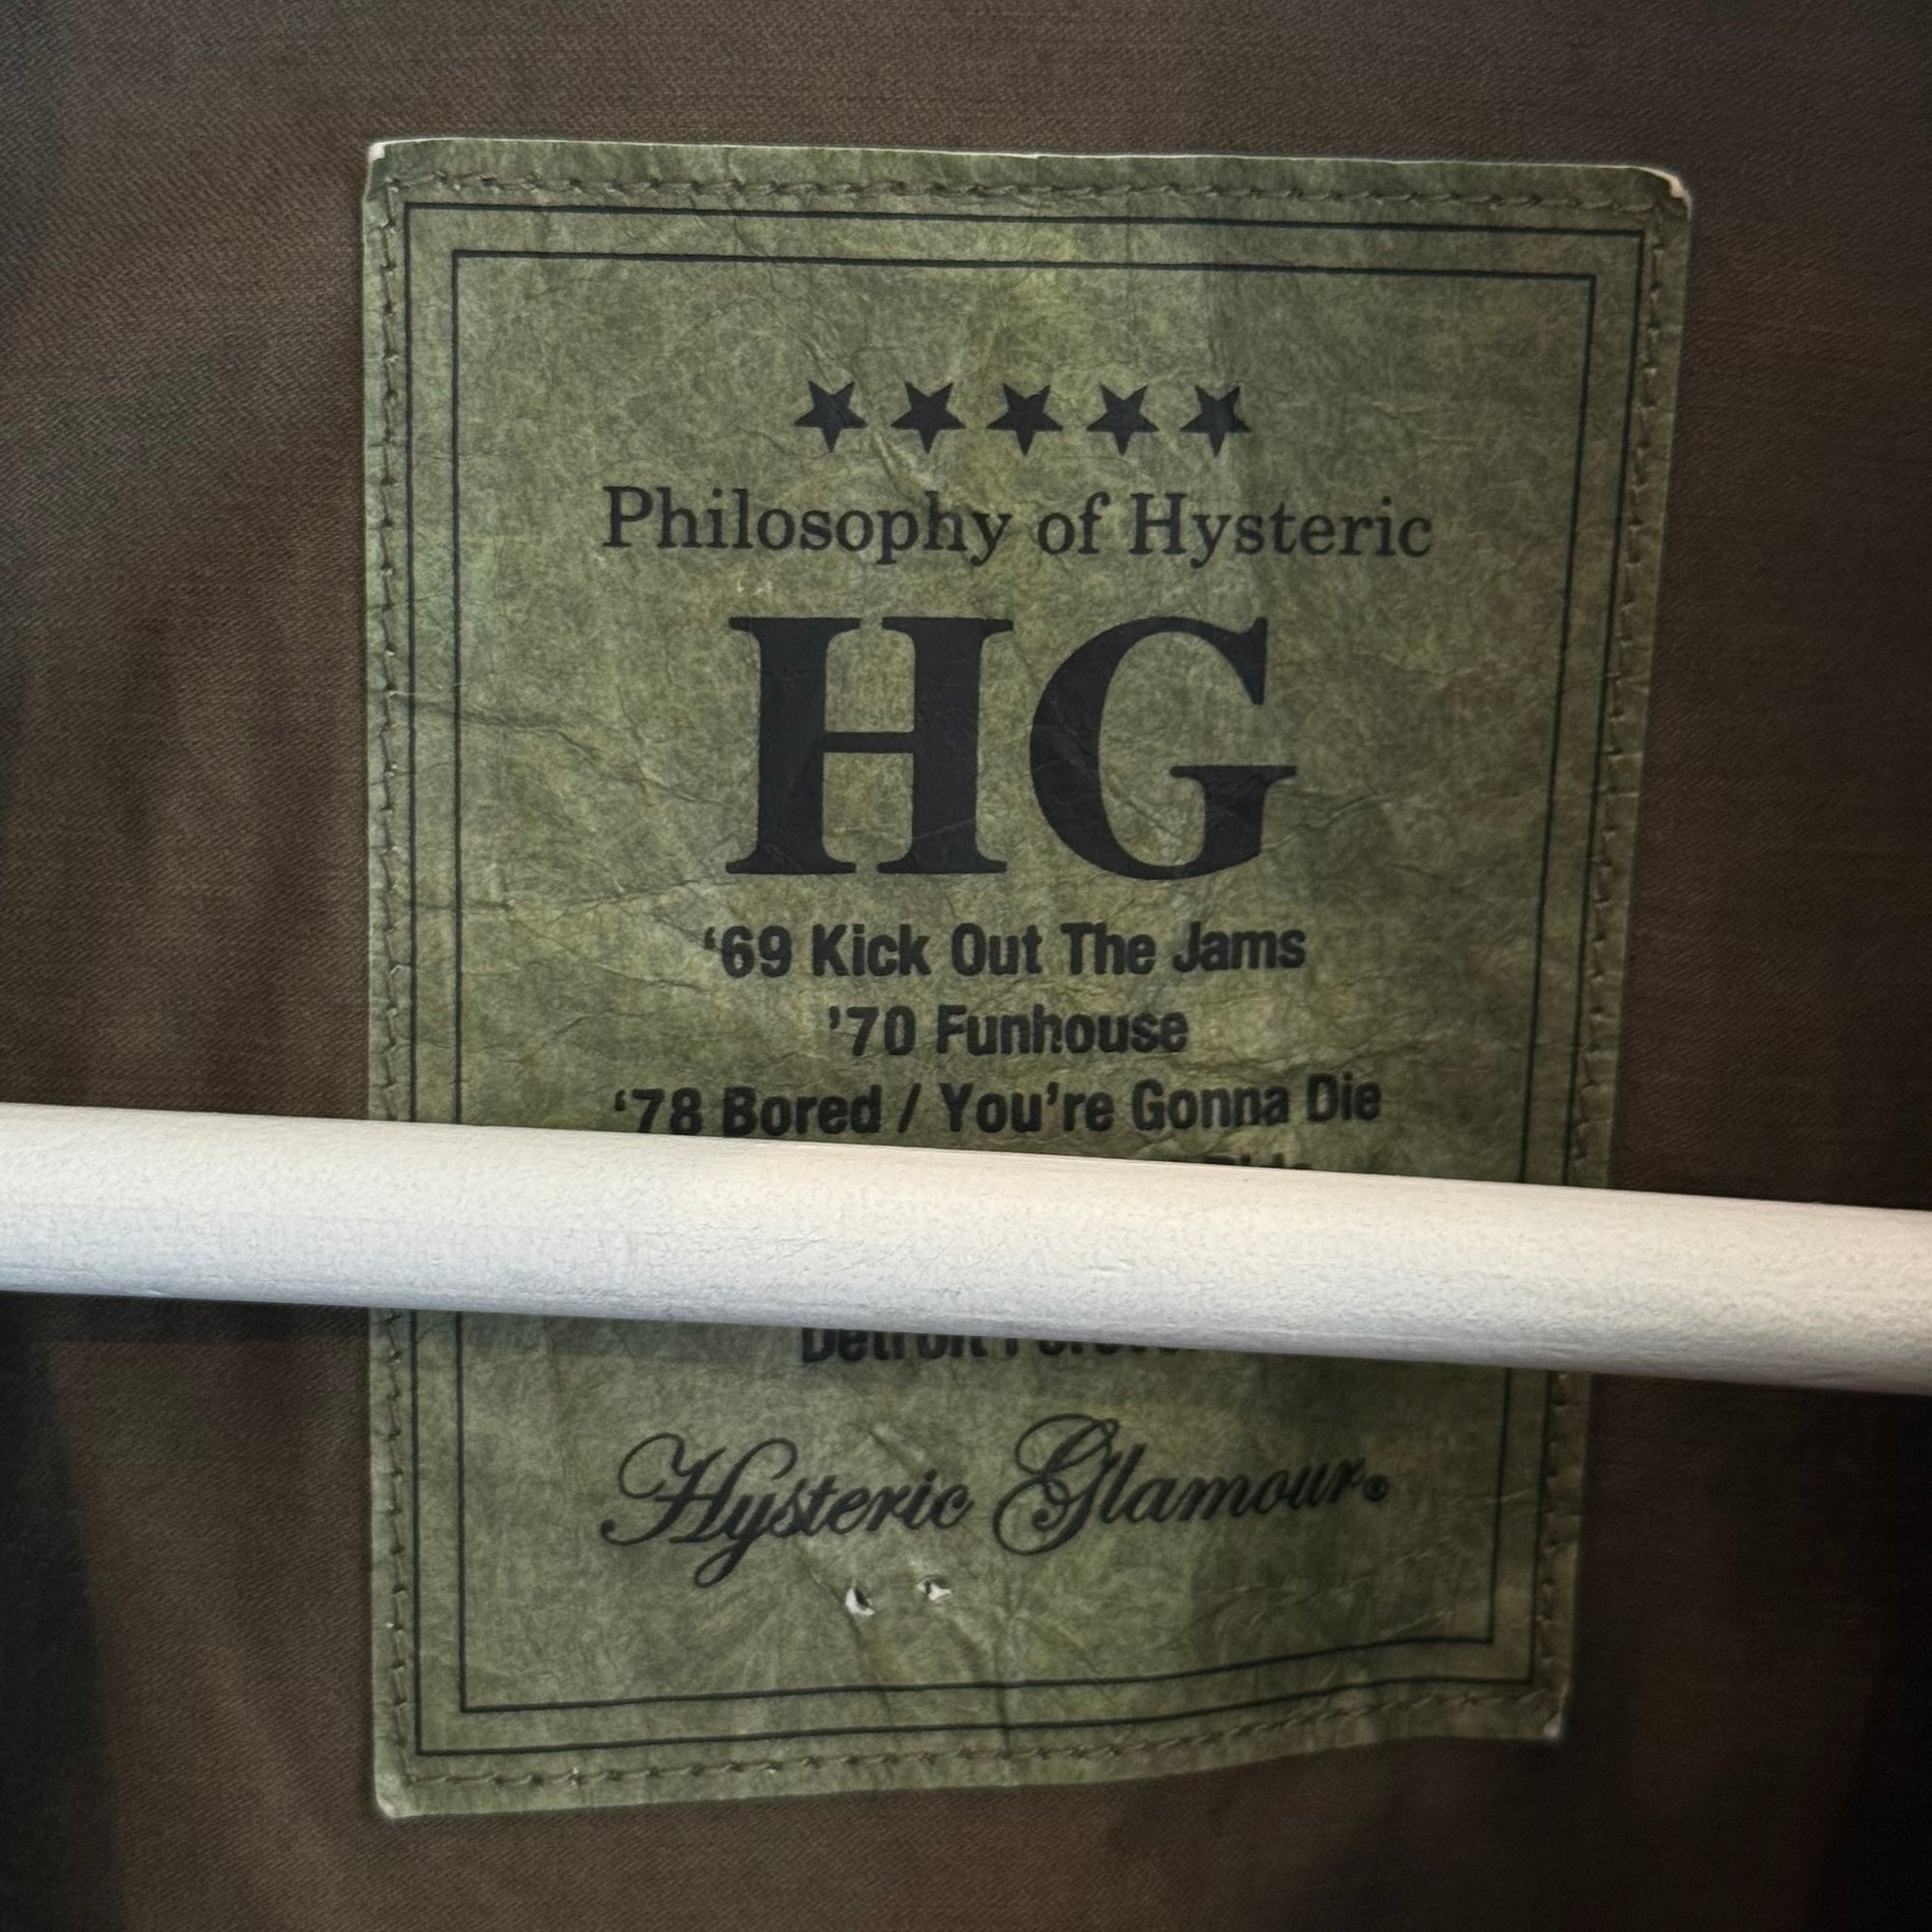 Philosophy of Hysteric
HG
‘69 Kick Out The Jams
’70 Funhouse
‘78 Bored / You’re Gonna Die
Detroit
Hysteric Glamour®